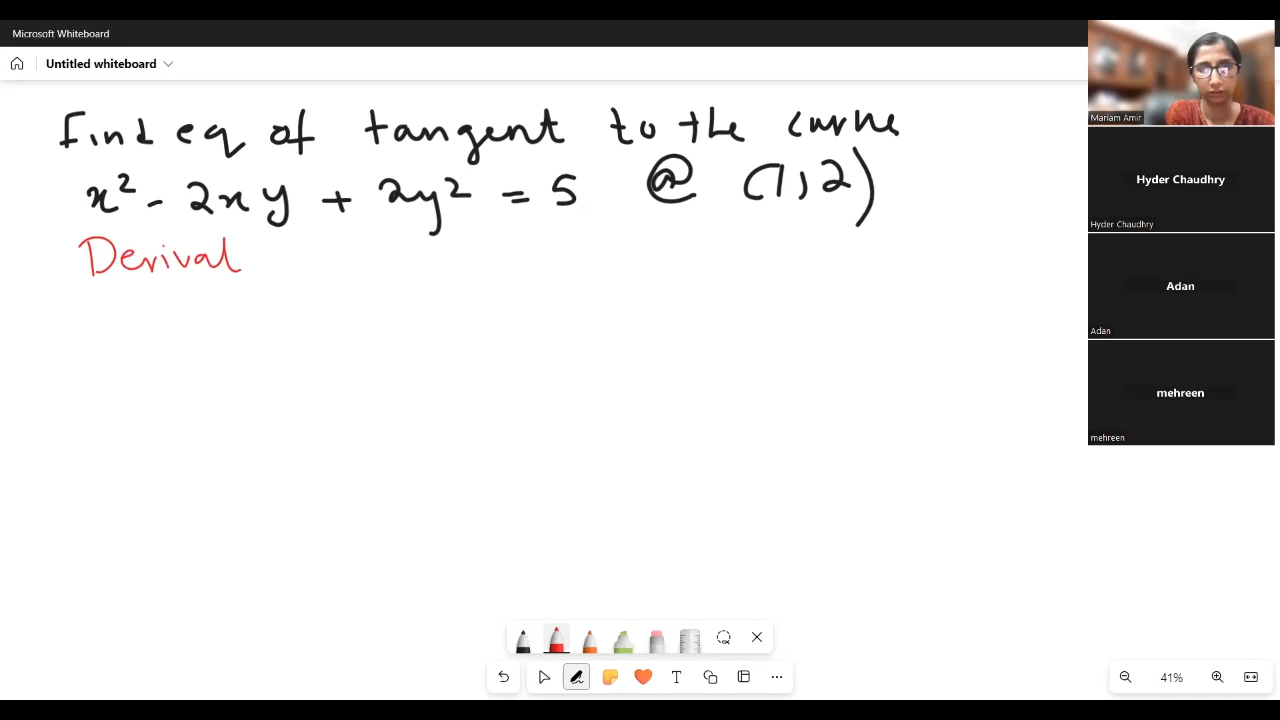 Microsoft Whiteboard
Untitled whiteboard
Find eq of tangent to the curve
x² - 2xy + 2y² = 5 @ (1,2)
Derival
Mariam Amir
Hyder Chaudhry
Hyder Chaudhry
Adan
Adan
mehreen
mehreen
41%